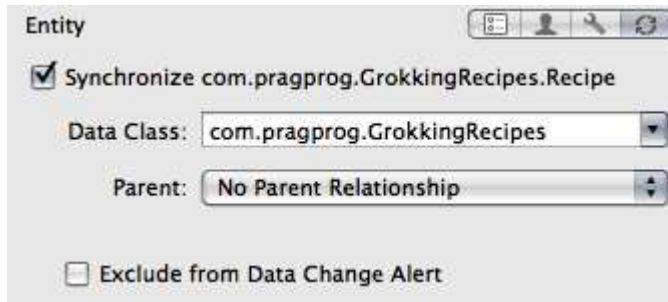 Entity
Synchronize com.pragprog.GrokkingRecipes.Recipe
Data Class: com.pragprog.GrokkingRecipes
Parent: No Parent Relationship
Exclude from Data Change Alert